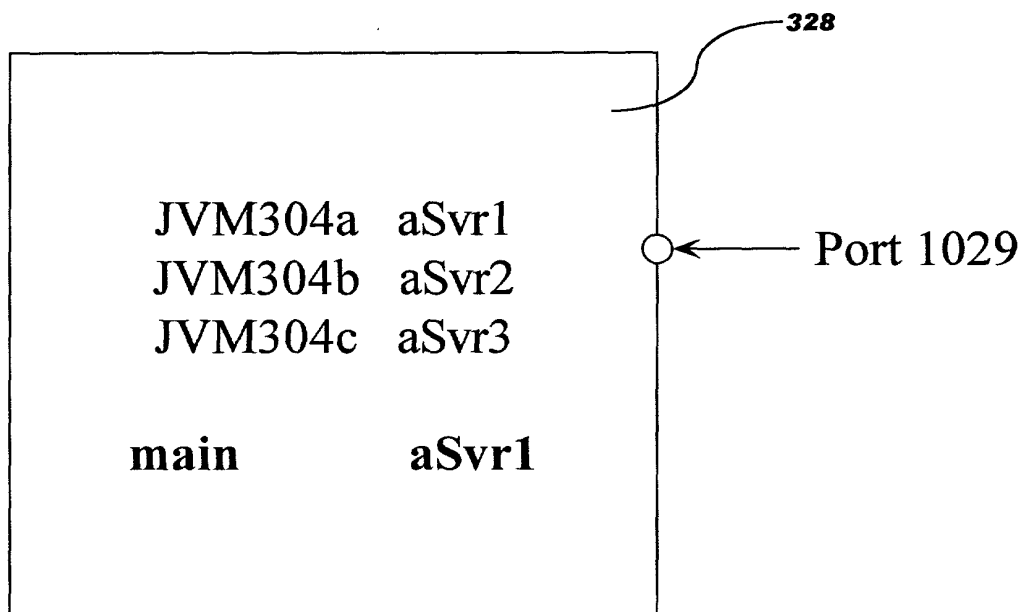 328
JVM304a aSvr1
JVM304b aSvr2
JVM304c aSvr3
Port 1029
main aSvr1